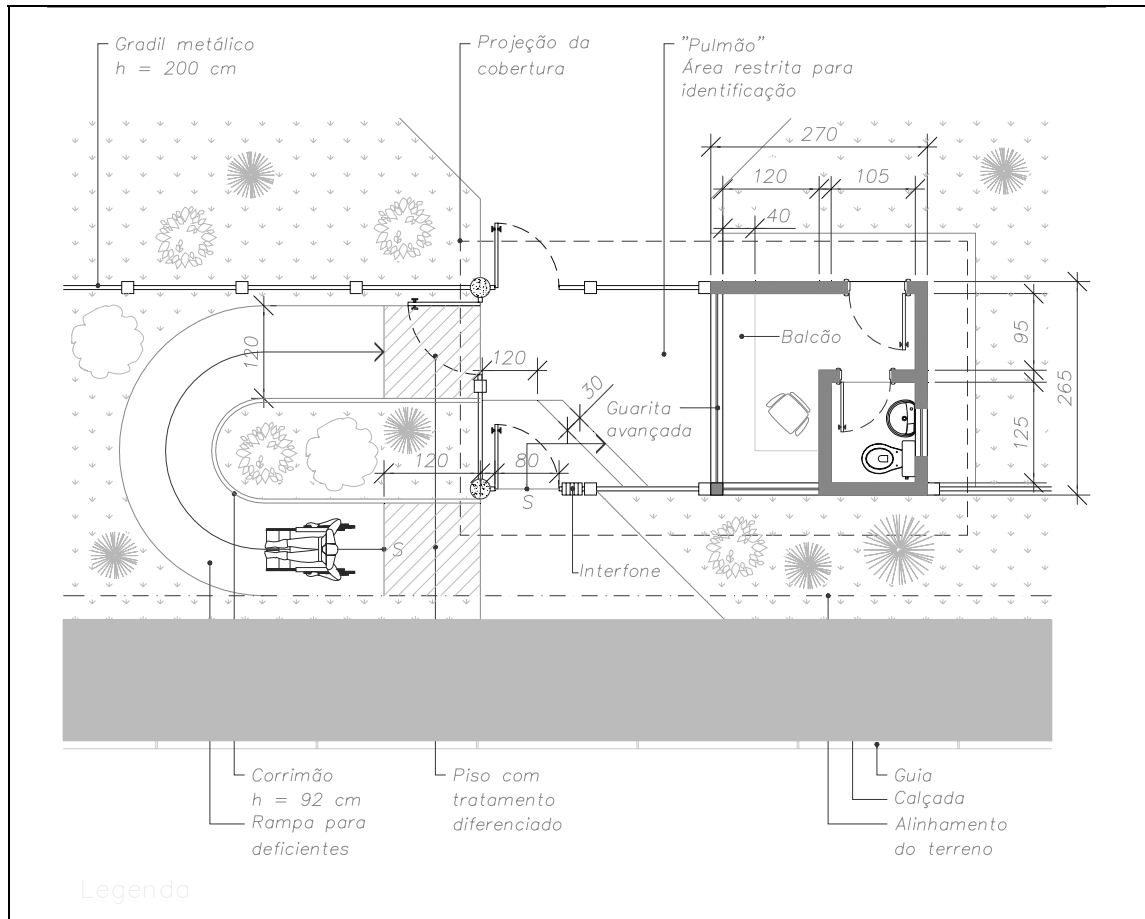 Gradil metálico
h = 200 cm
Projeção da
cobertura
"Pulmão"
Área restrita para
identificação
270
120
105
40
120
120
30
Balcão
Guarita
avançada
95
265
125
120
80
S
S
Interfone
Corrimão
h = 92 cm
Rampa para
deficientes
Piso com
tratamento
diferenciado
Guia
Calçada
Alinhamento
do terreno
Legenda